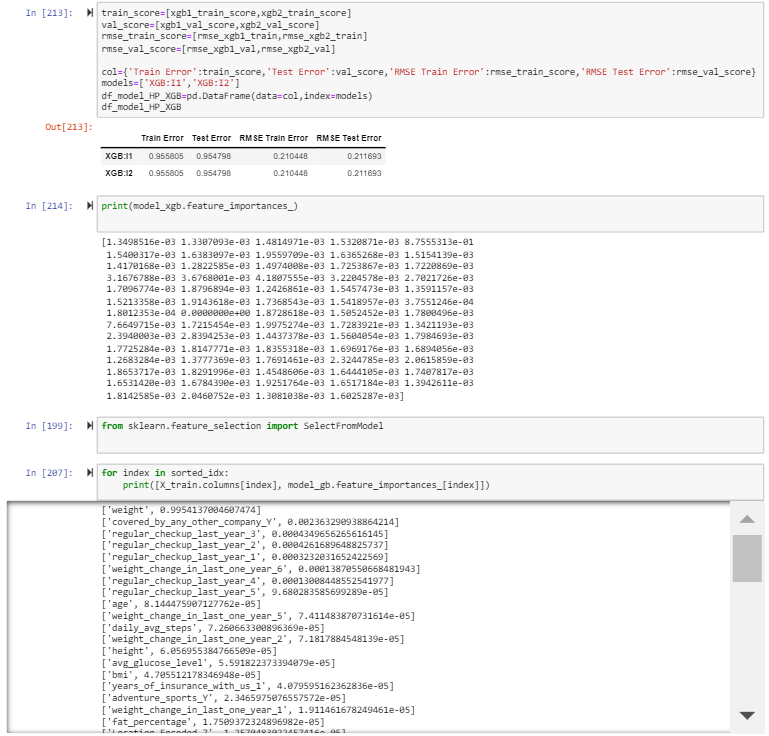 In [213]:
train_score=[xgb1_train_score,xgb2_train_score]
val_score=[xgb1_val_score,xgb2_val_score]
rmse_train_score=[rmse_xgb1_train,rmse_xgb2_train]
rmse_val_score=[rmse_xgb1_val,rmse_xgb2_val]
col={'Train Error':train_score,'Test Error':val_score,'RMSE Train Error':rmse_train_score,'RMSE Test Error':rmse_val_score}
models=['XGB:I1','XGB:I2']
df_model_HP_XGB=pd.DataFrame(data=col,index=models)
df_model_HP_XGB
Out[213]:
Train Error Test Error RMSE Train Error RMSE Test Error
XGB:I1 0.955805 0.954798 0.210448 0.211693
XGB:I2 0.955805 0.954798 0.210448 0.211693
In [214]: print(model_xgb.feature_importances_)
[1.3498516e-03 1.3307093e-03 1.4814971e-03 1.5320871e-03 8.7555313e-01
1.5400317e-03 1.6383097e-03 1.9559709e-03 1.6365268e-03 1.5154139e-03
1.4170168e-03 1.2822585e-03 1.4974008e-03 1.7253867e-03 1.7220869e-03
3.1676788e-03 3.6768001e-03 4.1807555e-03 3.2204578e-03 2.7021726e-03
1.7096774e-03 1.8796894e-03 1.2426861e-03 1.5457473e-03 1.3591157e-03
1.5213358e-03 1.9143618e-03 1.7368543e-03 1.5418957e-03 3.7551246e-04
1.8012353e-04 0.0000000e+00 1.8728618e-03 1.5052452e-03 1.7800496e-03
7.6649715e-03 1.7215454e-03 1.9975274e-03 1.7283921e-03 1.3421193e-03
2.3940003e-03 2.8394253e-03 1.4437378e-03 1.5604054e-03 1.7984693e-03
1.7725284e-03 1.8147771e-03 1.8355318e-03 1.6969176e-03 1.6894056e-03
1.2683284e-03 1.3777369e-03 1.7691461e-03 2.3244785e-03 2.0615859e-03
1.8653717e-03 1.8291996e-03 1.4548606e-03 1.6444105e-03 1.7407817e-03
1.6531420e-03 1.6784390e-03 1.9251764e-03 1.6517184e-03 1.3942611e-03
1.8142585e-03 2.0460752e-03 1.3081038e-03 1.6025287e-03]
In [199]: from sklearn.feature_selection import SelectFromModel
In [207]: for index in sorted_idx:
print([X_train.columns[index], model_gb.feature_importances_[index]])
['weight', 0.9954137004607474]
['covered_by_any_other_company_Y', 0.002363290938864214]
['regular_checkup_last_year_3', 0.0004349656265616145]
['regular_checkup_last_year_2', 0.0004261689648825737]
['regular_checkup_last_year_1', 0.0003232031652422569]
['weight_change_in_last_one_year_6', 0.00013870550668481943]
['regular_checkup_last_year_4', 0.00013008448552541977]
['regular_checkup_last_year_5', 9.680283585699289e-05]
['age', 8.144475907127762e-05]
['weight_change_in_last_one_year_5', 7.411483870731614e-05]
['daily_avg_steps', 7.260663300896369e-05]
['weight_change_in_last_one_year_2', 7.1817884548139e-05]
['height', 6.056955384766509e-05]
['avg_glucose_level', 5.591822373394079e-05]
['bmi', 4.705512178346948e-05]
['years_of_insurance_with_us_1', 4.079595162362836e-05]
['adventure_sports_Y', 2.3465975076557572e-05]
['weight_change_in_last_one_year_1', 1.911461678249461e-05]
['fat_percentage', 1.7509372324896982e-05]